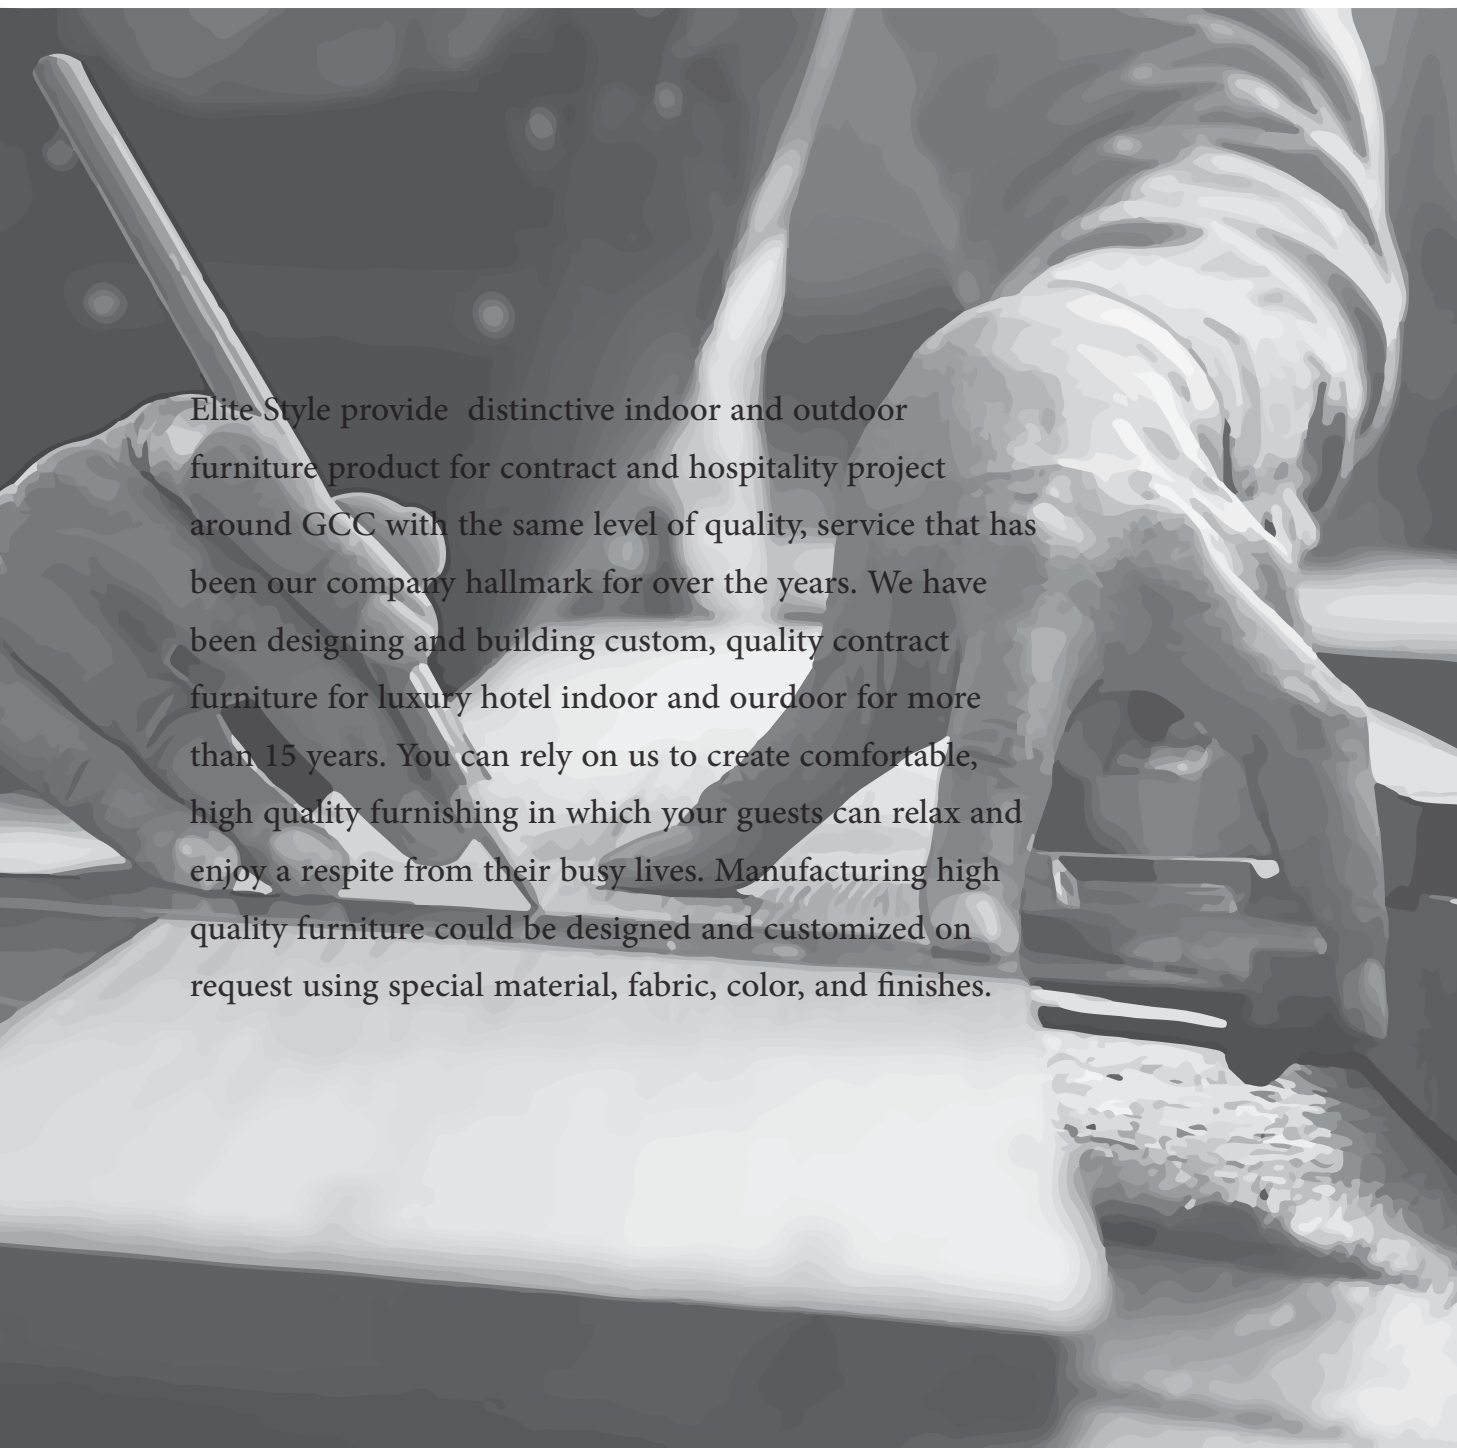 Elite Style provide  distinctive indoor and outdoor
furniture product for contract and hospitality project
around GCC with the same level of quality, service that has
been our company hallmark for over the years. We have
been designing and building custom, quality contract
furniture for luxury hotel indoor and ourdoor for more
than 15 years. You can rely on us to create comfortable,
high quality furnishing in which your guests can relax and
enjoy a respite from their busy lives. Manufacturing high
quality furniture could be designed and customized on
request using special material, fabric, color, and finishes.